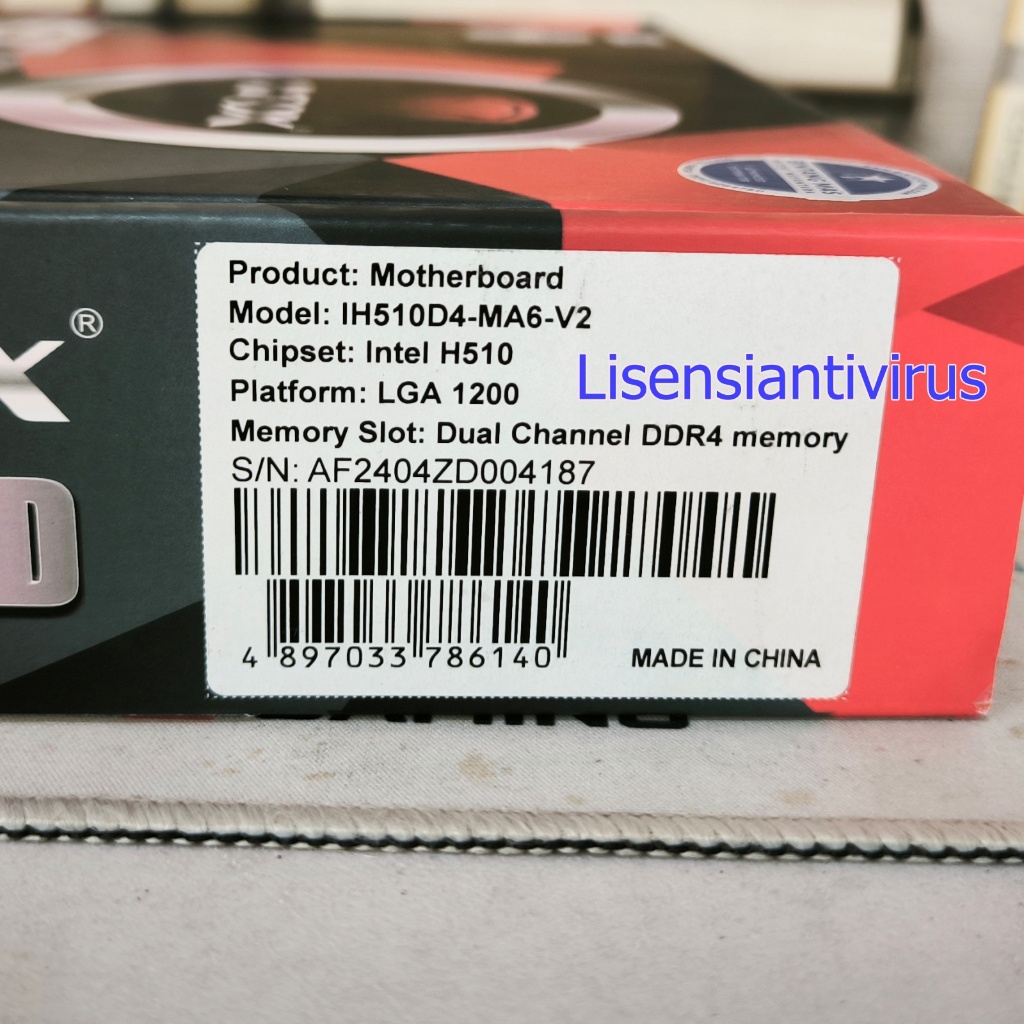 Product: Motherboard
Model: IH510D4-MA6-V2
Chipset: Intel H510
Platform: LGA 1200
Memory Slot: Dual Channel DDR4 memory
S/N: AF2404ZD004187
4 897033 786140
MADE IN CHINA
Lisensiantivirus
X®
D